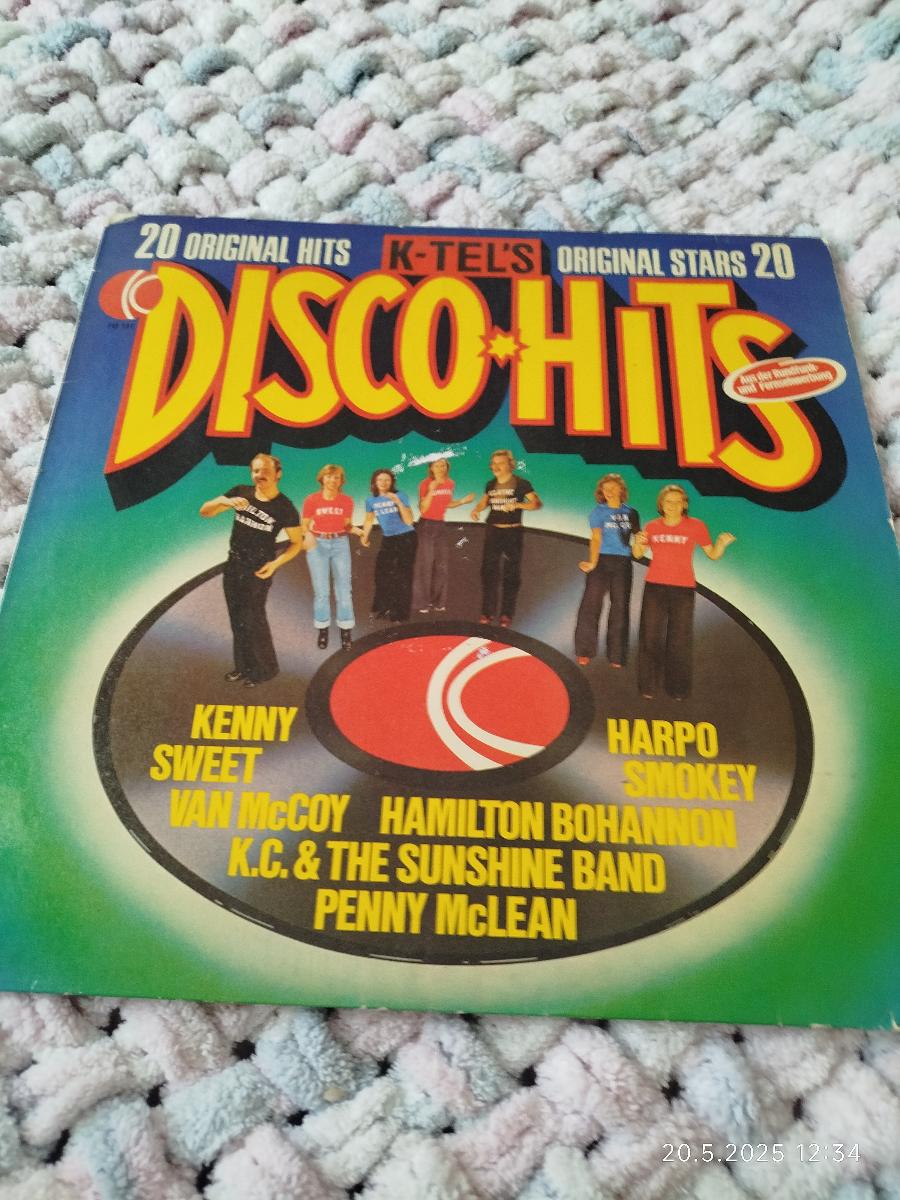 20 ORIGINAL HITS K-TEL'S ORIGINAL STARS 20
DISCO HITS
Aus der Rundfunk-
und Fernsehwerbung
SWEET
KENNY
KENNY
HARPO
SWEET
SMOKEY
VAN McCOY HAMILTON BOHANNON
K.C. & THE SUNSHINE BAND
PENNY McLEAN
20.5.2025 12:34